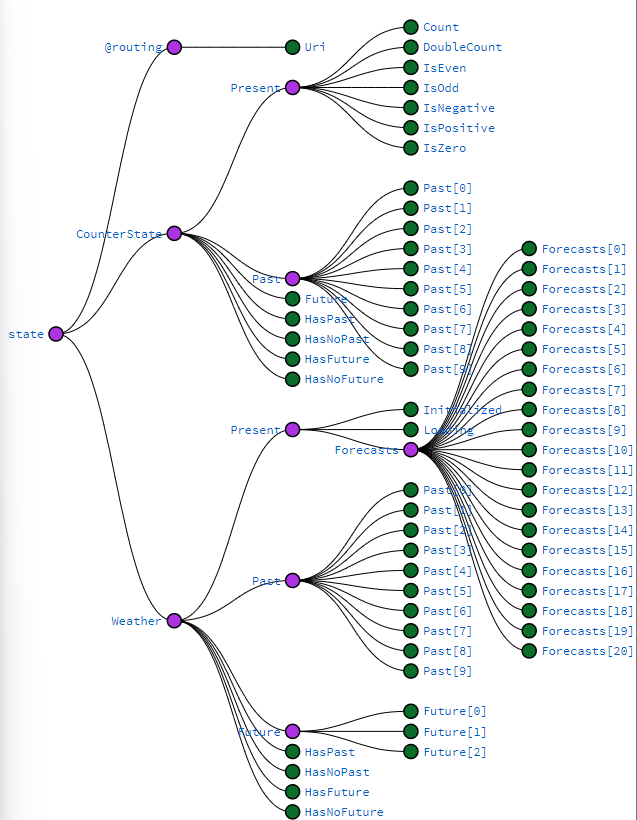 state
@routing
Uri
CounterState
Present
Count
DoubleCount
IsEven
IsOdd
IsNegative
IsPositive
IsZero
Past
Past[0]
Past[1]
Past[2]
Past[3]
Past[4]
Past[5]
Past[6]
Past[7]
Past[8]
Past[9]
Future
HasPast
HasNoPast
HasFuture
HasNoFuture
Weather
Present
Initialized
Loading
Forecasts
Forecasts[0]
Forecasts[1]
Forecasts[2]
Forecasts[3]
Forecasts[4]
Forecasts[5]
Forecasts[6]
Forecasts[7]
Forecasts[8]
Forecasts[9]
Forecasts[10]
Forecasts[11]
Forecasts[12]
Forecasts[13]
Forecasts[14]
Forecasts[15]
Forecasts[16]
Forecasts[17]
Forecasts[18]
Forecasts[19]
Forecasts[20]
Past
Past[0]
Past[1]
Past[2]
Past[3]
Past[4]
Past[5]
Past[6]
Past[7]
Past[8]
Past[9]
Future
Future[0]
Future[1]
Future[2]
HasPast
HasNoPast
HasFuture
HasNoFuture